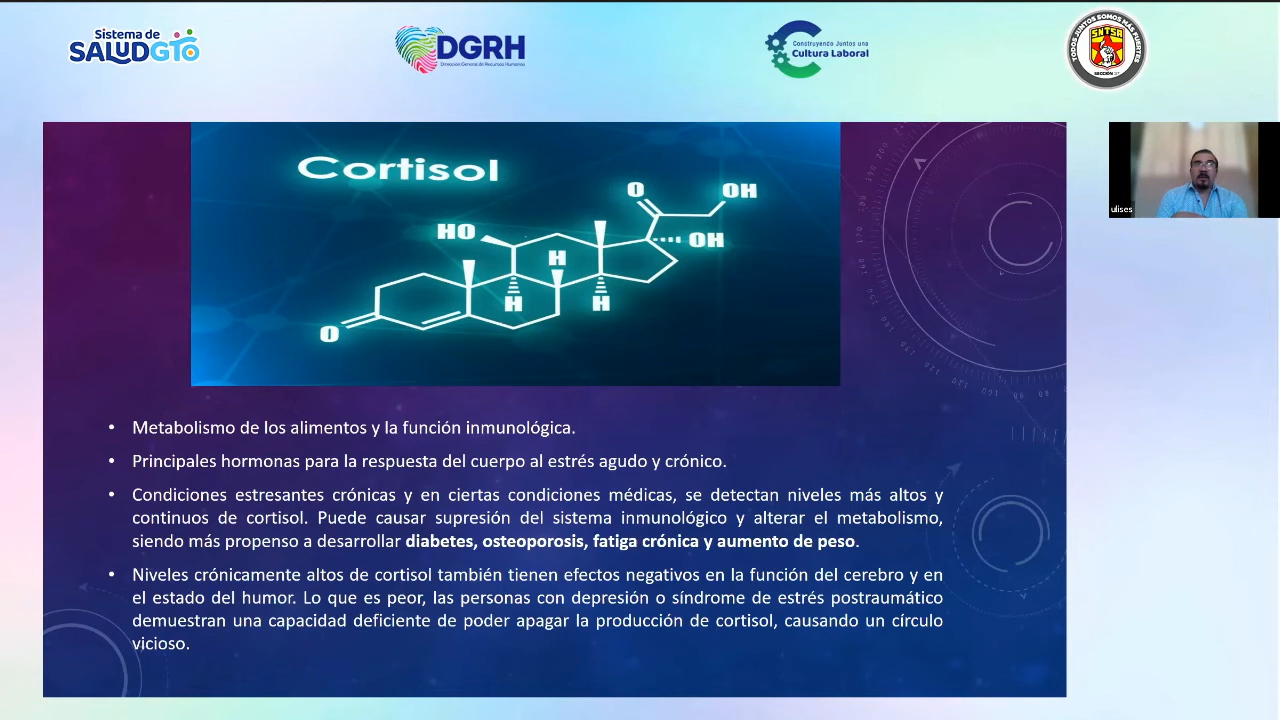 Sistema de
SALUDGTO
DGRH
Dirección General de Recursos Humanos
Construyendo Juntos una
Cultura Laboral
TODOS JUNTOS SOMOS MÁS FUERTES
SNTSA
SECCIÓN 37
ulises
Cortisol
O
OH
HO
OH
H
H
H
O
• Metabolismo de los alimentos y la función inmunológica.
• Principales hormonas para la respuesta del cuerpo al estrés agudo y crónico.
• Condiciones estresantes crónicas y en ciertas condiciones médicas, se detectan niveles más altos y
continuos de cortisol. Puede causar supresión del sistema inmunológico y alterar el metabolismo,
siendo más propenso a desarrollar diabetes, osteoporosis, fatiga crónica y aumento de peso.
• Niveles crónicamente altos de cortisol también tienen efectos negativos en la función del cerebro y en
el estado del humor. Lo que es peor, las personas con depresión o síndrome de estrés postraumático
demuestran una capacidad deficiente de poder apagar la producción de cortisol, causando un círculo
vicioso.